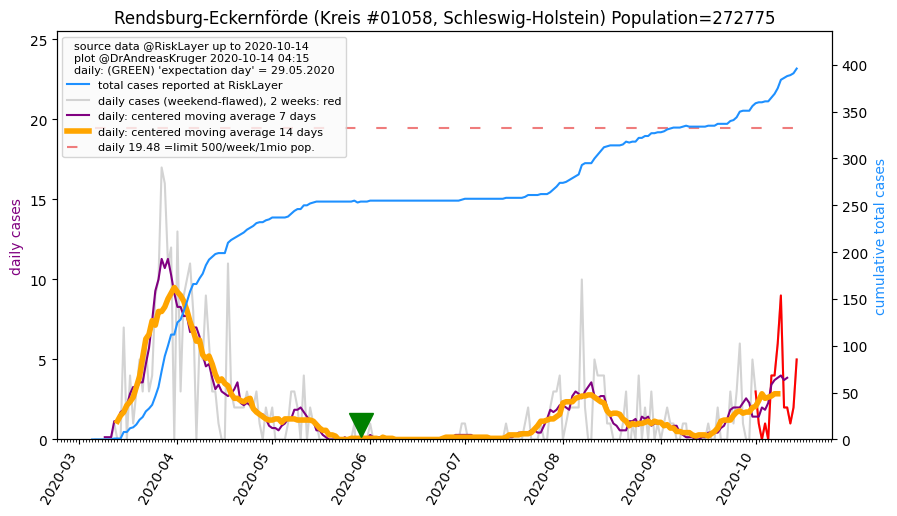 Rendsburg-Eckernförde (Kreis #01058, Schleswig-Holstein) Population=272775
source data @RiskLayer up to 2020-10-14
plot @DrAndreasKruger 2020-10-14 04:15
daily: (GREEN) 'expectation day' = 29.05.2020
total cases reported at RiskLayer
daily cases (weekend-flawed), 2 weeks: red
daily: centered moving average 7 days
daily: centered moving average 14 days
daily 19.48 =limit 500/week/1mio pop.
25
20
15
10
5
0
daily cases
400
350
300
250
200
150
100
50
0
cumulative total cases
2020-03
2020-04
2020-05
2020-06
2020-07
2020-08
2020-09
2020-10